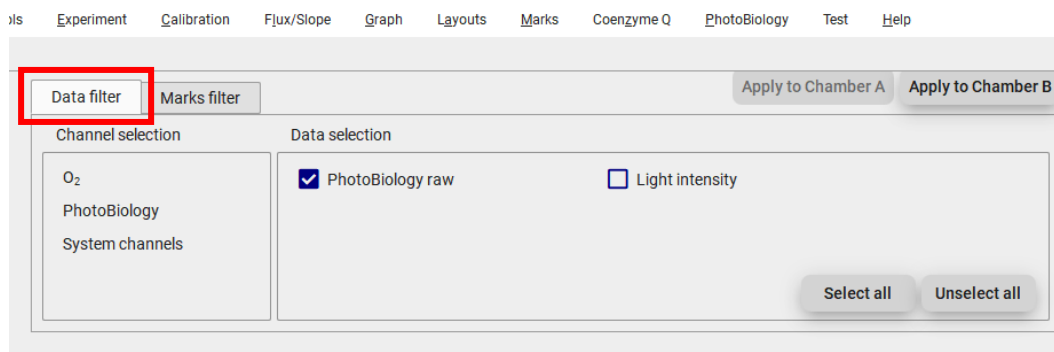 ols Experiment Calibration Flux/Slope Graph Layouts Marks Coenzyme Q PhotoBiology Test Help
Data filter Marks filter Apply to Chamber A Apply to Chamber B
Channel selection Data selection
O₂ PhotoBiology raw Light intensity
PhotoBiology
System channels
Select all Unselect all